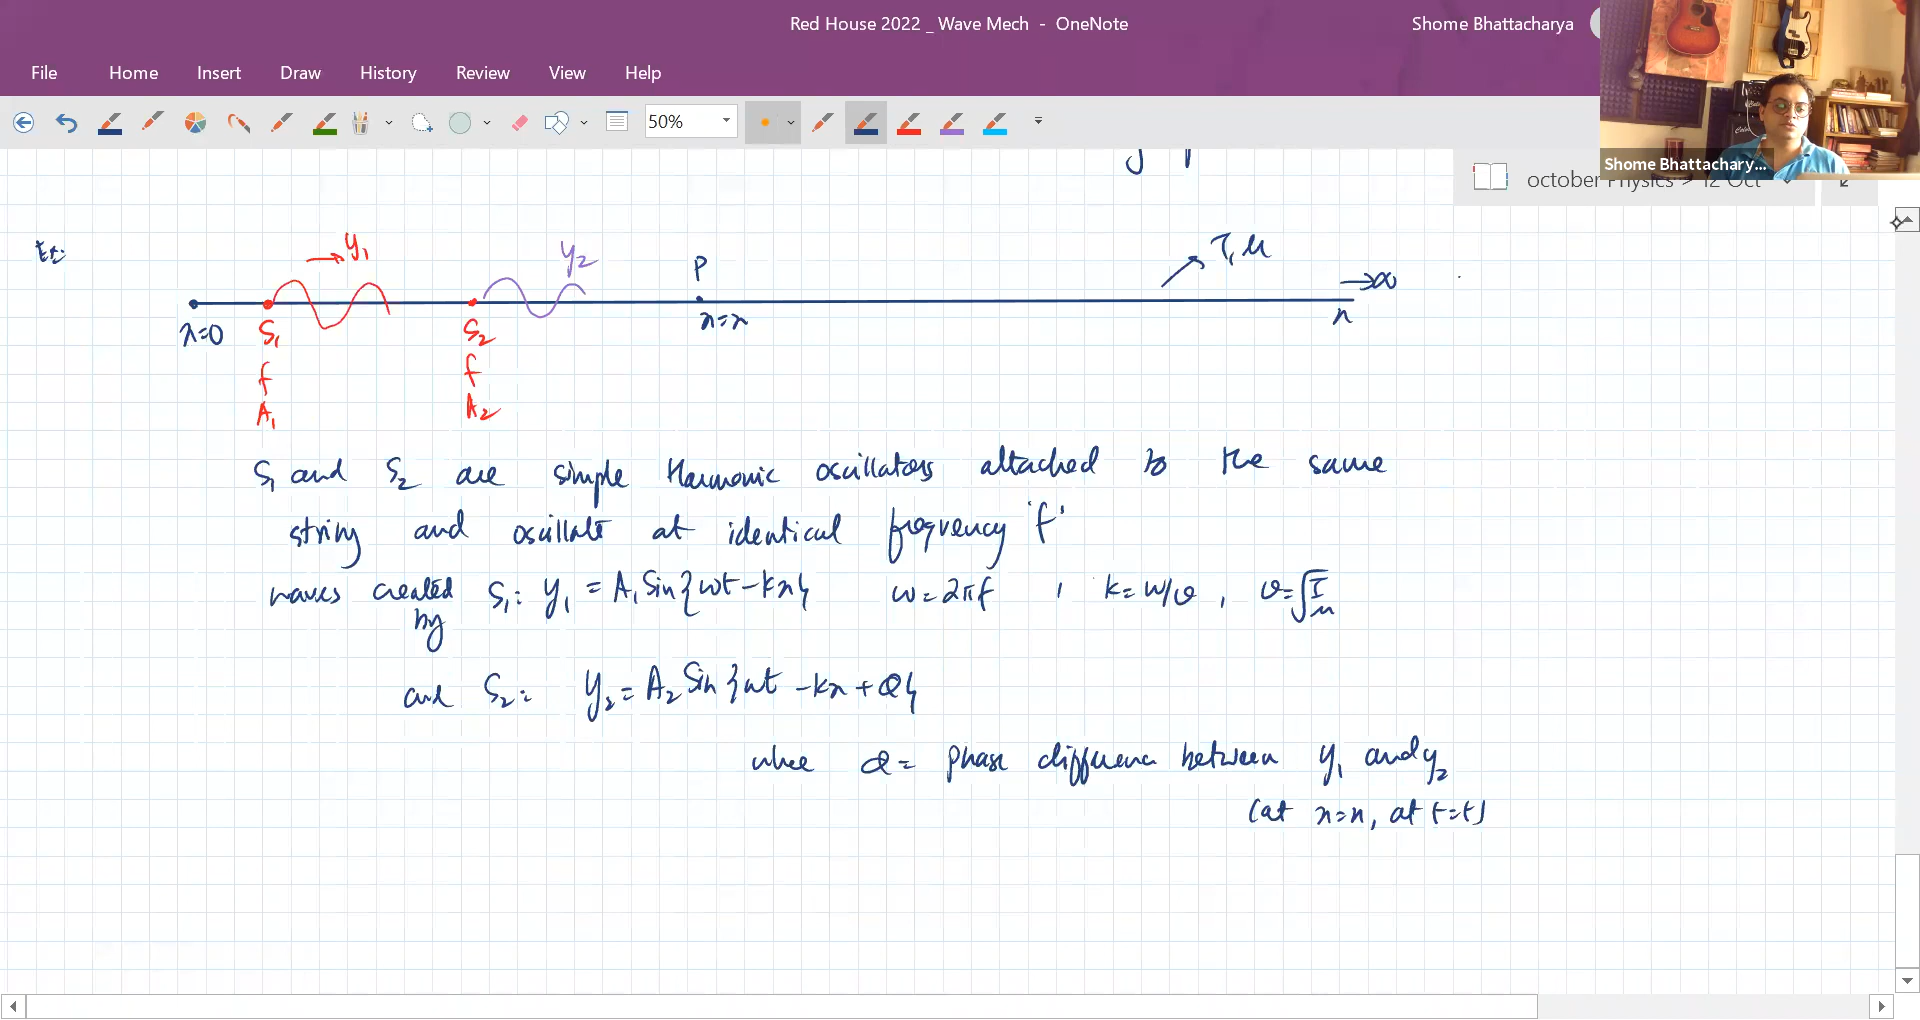 Red House 2022 _ Wave Mech - OneNote
Shome Bhattacharya
File Home Insert Draw History Review View Help
50%
Shome Bhattachary...
october Physics > 12 Oct
y₁
y₂
P
T, μ
→∞
x=0
S₁
S₂
x=x
x
f
f
A₁
A₂
S₁ and S₂ are simple Harmonic oscillators attached to the same
string and oscillate at identical frequency 'f'
waves created by S₁: y₁ = A₁ Sin{ωt - kx} ω = 2πf , k = ω/v , v = √T/μ
and S₂: y₂ = A₂ Sin{ωt - kx + Q}
where Q = phase difference between y₁ and y₂
(at x=x, at t=t)